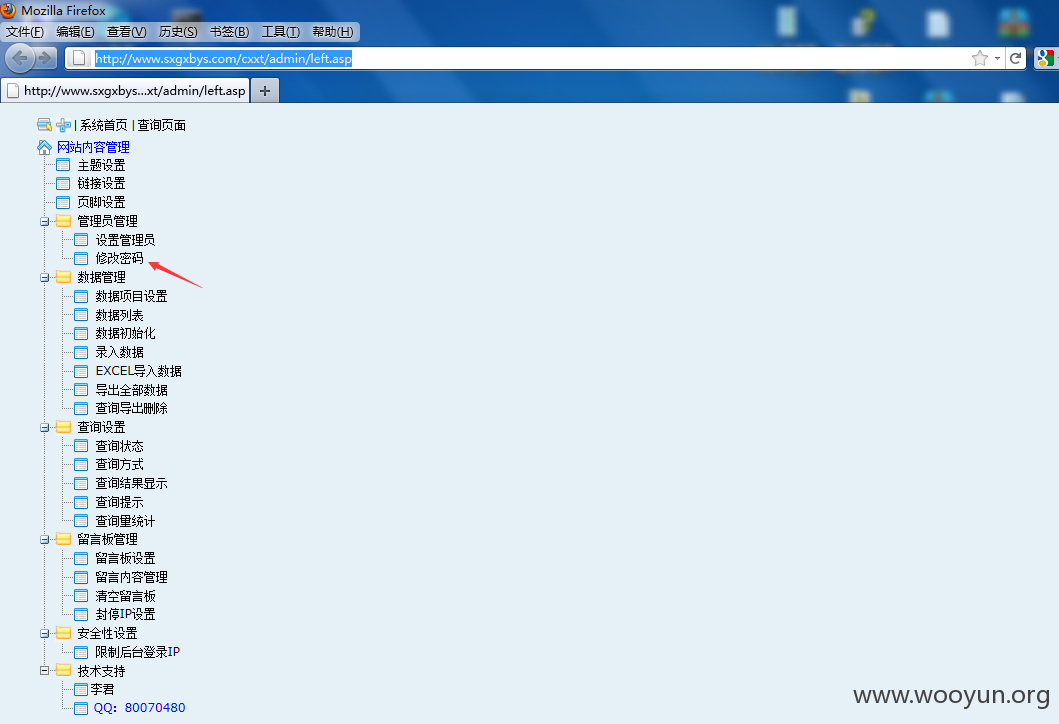 Mozilla Firefox
文件(F) 编辑(E) 查看(V) 历史(S) 书签(B) 工具(T) 帮助(H)
http://www.sxgxbys.com/cxxt/admin/left.asp
http://www.sxgxbys...xt/admin/left.asp
| 系统首页 | 查询页面
网站内容管理
主题设置
链接设置
页脚设置
管理员管理
设置管理员
修改密码
数据管理
数据项目设置
数据列表
数据初始化
录入数据
EXCEL导入数据
导出全部数据
查询导出删除
查询设置
查询状态
查询方式
查询结果显示
查询提示
查询量统计
留言板管理
留言板设置
留言内容管理
清空留言板
封停IP设置
安全性设置
限制后台登录IP
技术支持
李君
QQ：80070480
www.wooyun.org